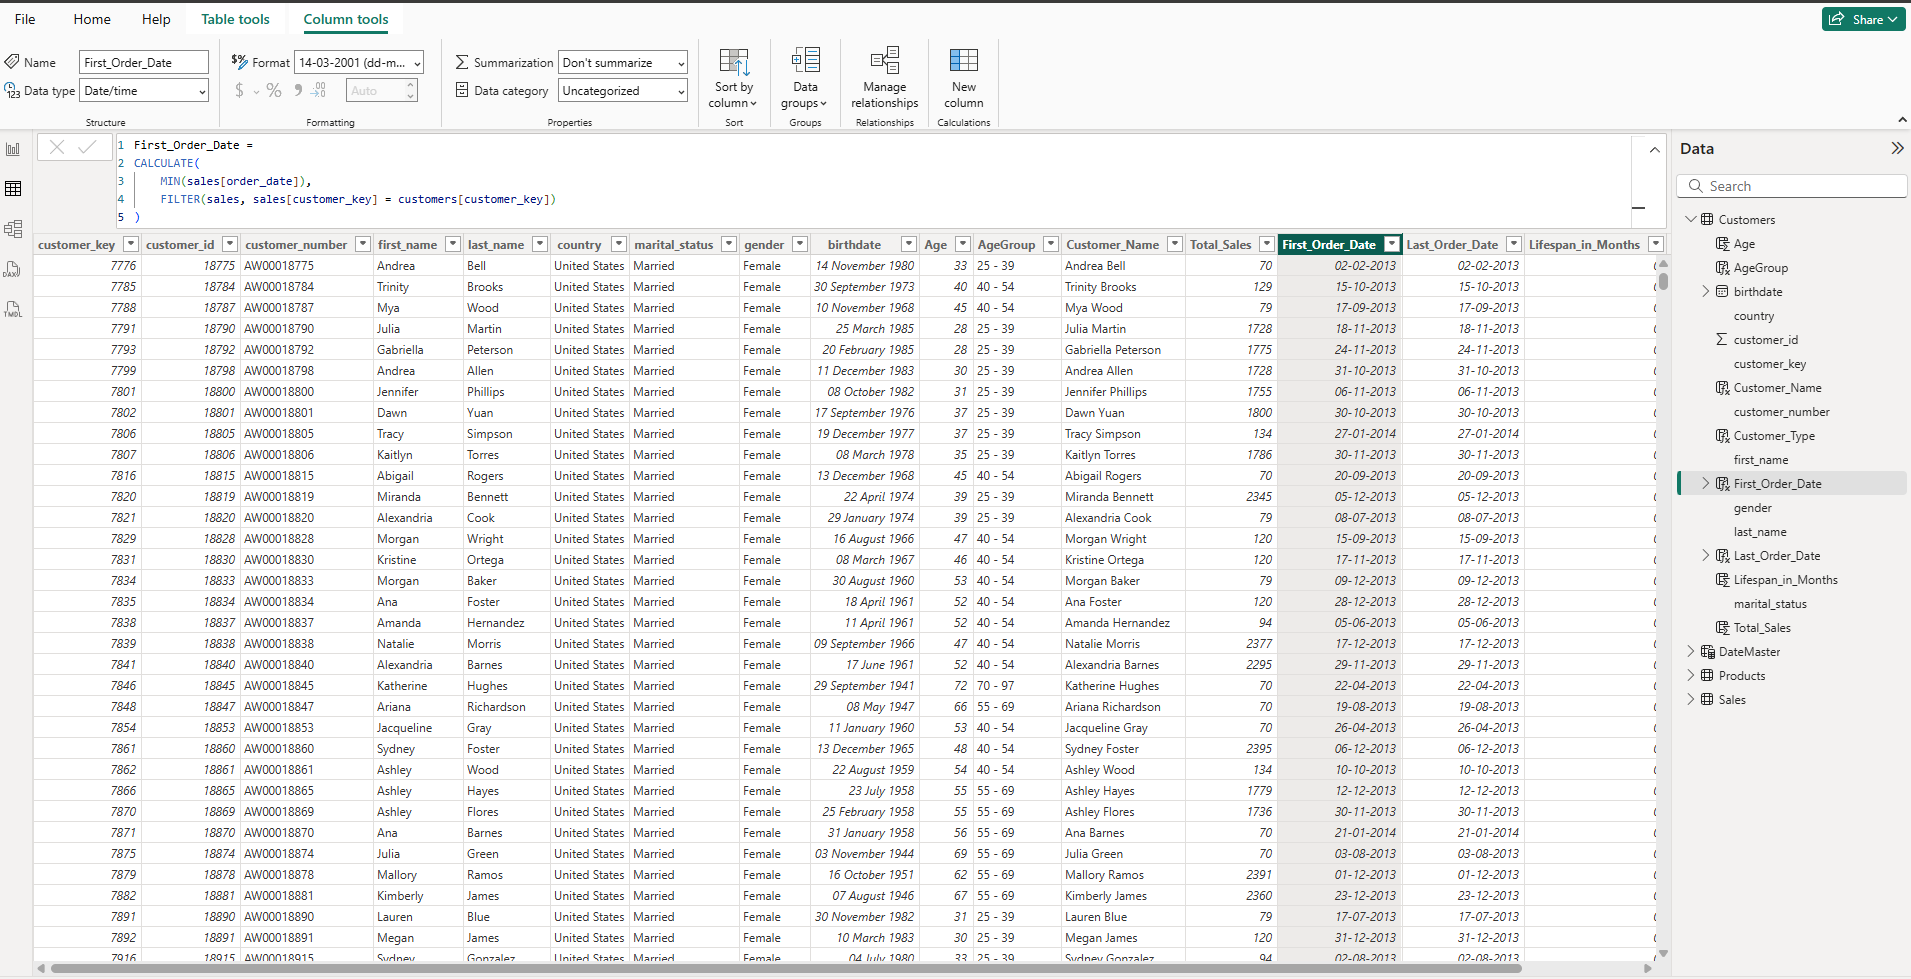 File Home Help Table tools Column tools Share
Name First_Order_Date Format 14-03-2001 (dd-m... Summarization Don't summarize
Data type Date/time $ % 9 Auto Data category Uncategorized
Sort by column Data groups Manage relationships New column
Structure Formatting Properties Sort Groups Relationships Calculations
1 First_Order_Date =
2 CALCULATE(
3 MIN(sales[order_date]),
4 FILTER(sales, sales[customer_key] = customers[customer_key])
5 )
customer_key customer_id customer_number first_name last_name country marital_status gender birthdate Age AgeGroup Customer_Name Total_Sales First_Order_Date Last_Order_Date Lifespan_in_Months
7776 18775 AW00018775 Andrea Bell United States Married Female 14 November 1980 33 25 - 39 Andrea Bell 70 02-02-2013 02-02-2013
7785 18784 AW00018784 Trinity Brooks United States Married Female 30 September 1973 40 40 - 54 Trinity Brooks 129 15-10-2013 15-10-2013
7788 18787 AW00018787 Mya Wood United States Married Female 10 November 1968 45 40 - 54 Mya Wood 79 17-09-2013 17-09-2013
7791 18790 AW00018790 Julia Martin United States Married Female 25 March 1985 28 25 - 39 Julia Martin 1728 18-11-2013 18-11-2013
7793 18792 AW00018792 Gabriella Peterson United States Married Female 20 February 1985 28 25 - 39 Gabriella Peterson 1775 24-11-2013 24-11-2013
7799 18798 AW00018798 Andrea Allen United States Married Female 11 December 1983 30 25 - 39 Andrea Allen 1728 31-10-2013 31-10-2013
7801 18800 AW00018800 Jennifer Phillips United States Married Female 08 October 1982 31 25 - 39 Jennifer Phillips 1755 06-11-2013 06-11-2013
7802 18801 AW00018801 Dawn Yuan United States Married Female 17 September 1976 37 25 - 39 Dawn Yuan 1800 30-10-2013 30-10-2013
7806 18805 AW00018805 Tracy Simpson United States Married Female 19 December 1977 37 25 - 39 Tracy Simpson 134 27-01-2014 27-01-2014
7807 18806 AW00018806 Kaitlyn Torres United States Married Female 08 March 1978 35 25 - 39 Kaitlyn Torres 1786 30-11-2013 30-11-2013
7816 18815 AW00018815 Abigail Rogers United States Married Female 13 December 1968 45 40 - 54 Abigail Rogers 70 20-09-2013 20-09-2013
7820 18819 AW00018819 Miranda Bennett United States Married Female 22 April 1974 39 25 - 39 Miranda Bennett 2345 05-12-2013 05-12-2013
7821 18820 AW00018820 Alexandria Cook United States Married Female 29 January 1974 39 25 - 39 Alexandria Cook 79 08-07-2013 08-07-2013
7829 18828 AW00018828 Morgan Wright United States Married Female 16 August 1966 47 40 - 54 Morgan Wright 120 15-09-2013 15-09-2013
7831 18830 AW00018830 Kristine Ortega United States Married Female 08 March 1967 46 40 - 54 Kristine Ortega 120 17-11-2013 17-11-2013
7834 18833 AW00018833 Morgan Baker United States Married Female 30 August 1960 53 40 - 54 Morgan Baker 79 09-12-2013 09-12-2013
7835 18834 AW00018834 Ana Foster United States Married Female 18 April 1961 52 40 - 54 Ana Foster 120 28-12-2013 28-12-2013
7838 18837 AW00018837 Amanda Hernandez United States Married Female 11 April 1961 52 40 - 54 Amanda Hernandez 94 05-06-2013 05-06-2013
7839 18838 AW00018838 Natalie Morris United States Married Female 09 September 1966 47 40 - 54 Natalie Morris 2377 17-12-2013 17-12-2013
7841 18840 AW00018840 Alexandria Barnes United States Married Female 17 June 1961 52 40 - 54 Alexandria Barnes 2295 29-11-2013 29-11-2013
7846 18845 AW00018845 Katherine Hughes United States Married Female 29 September 1941 72 70 - 97 Katherine Hughes 70 22-04-2013 22-04-2013
7848 18847 AW00018847 Ariana Richardson United States Married Female 08 May 1947 66 55 - 69 Ariana Richardson 70 19-08-2013 19-08-2013
7854 18853 AW00018853 Jacqueline Gray United States Married Female 11 January 1960 53 40 - 54 Jacqueline Gray 70 26-04-2013 26-04-2013
7861 18860 AW00018860 Sydney Foster United States Married Female 13 December 1965 48 40 - 54 Sydney Foster 2395 06-12-2013 06-12-2013
7862 18861 AW00018861 Ashley Wood United States Married Female 22 August 1959 54 40 - 54 Ashley Wood 134 10-10-2013 10-10-2013
7866 18865 AW00018865 Ashley Hayes United States Married Female 23 July 1958 55 55 - 69 Ashley Hayes 1779 12-12-2013 12-12-2013
7870 18869 AW00018869 Ashley Flores United States Married Female 25 February 1958 55 55 - 69 Ashley Flores 1736 30-11-2013 30-11-2013
7871 18870 AW00018870 Ana Barnes United States Married Female 31 January 1958 56 55 - 69 Ana Barnes 70 21-01-2014 21-01-2014
7875 18874 AW00018874 Julia Green United States Married Female 03 November 1944 69 55 - 69 Julia Green 70 03-08-2013 03-08-2013
7879 18878 AW00018878 Mallory Ramos United States Married Female 16 October 1951 62 55 - 69 Mallory Ramos 2391 01-12-2013 01-12-2013
7882 18881 AW00018881 Kimberly James United States Married Female 07 August 1946 67 55 - 69 Kimberly James 2360 23-12-2013 23-12-2013
7891 18890 AW00018890 Lauren Blue United States Married Female 30 November 1982 31 25 - 39 Lauren Blue 79 17-07-2013 17-07-2013
7892 18891 AW00018891 Megan James United States Married Female 10 March 1983 30 25 - 39 Megan James 120 31-12-2013 31-12-2013
7916 18915 AW00018915 Sydney Gonzalez United States Married Female 04 July 1980 33 25 - 39 Sydney Gonzalez 94 02-08-2013 02-08-2013
Data
Search
Customers
Age
AgeGroup
birthdate
country
customer_id
customer_key
Customer_Name
customer_number
Customer_Type
first_name
First_Order_Date
gender
last_name
Last_Order_Date
Lifespan_in_Months
marital_status
Total_Sales
DateMaster
Products
Sales